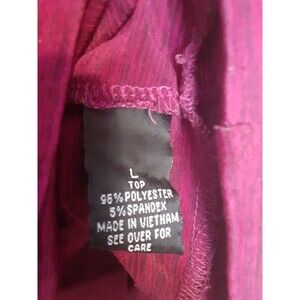 L
TOP
95% POLYESTER
5% SPANDEX
MADE IN VIETNAM
SEE OVER FOR
CARE